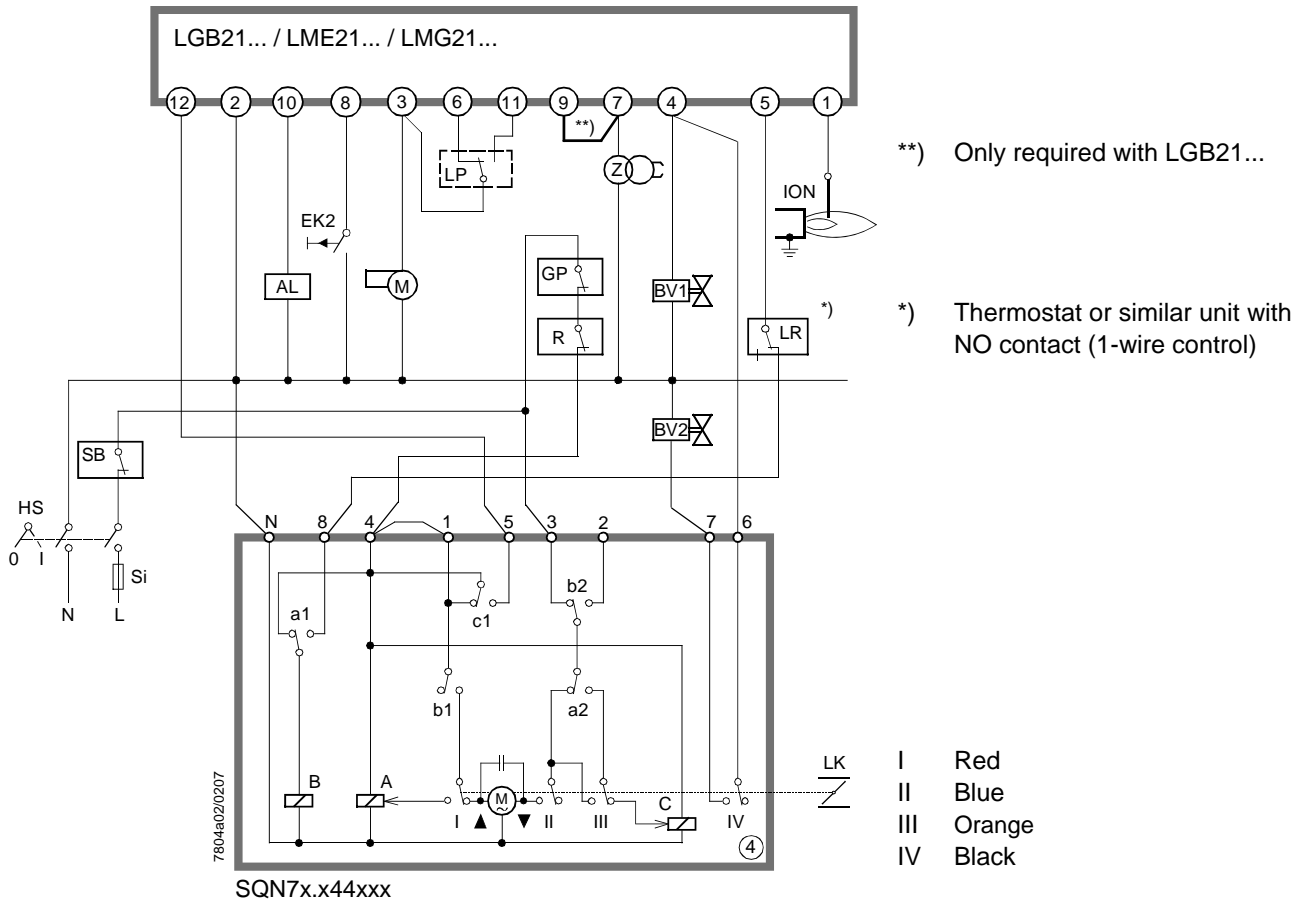 LGB21... / LME21... / LMG21...
12 2 10 8 3 6 11 9 7 4 5 1
**)
**) Only required with LGB21...
LP
Z
ION
EK2
AL
M
GP
BV1
R
LR
*)
*) Thermostat or similar unit with
NO contact (1-wire control)
BV2
SB
HS
0 I
Si
N L
N 8 4 1 5 3 2 7 6
a1
c1
b2
b1
a2
B A
M
~
I II III
C
IV
LK
4
7804a02/0207
SQN7x.x44xxx
I Red
II Blue
III Orange
IV Black